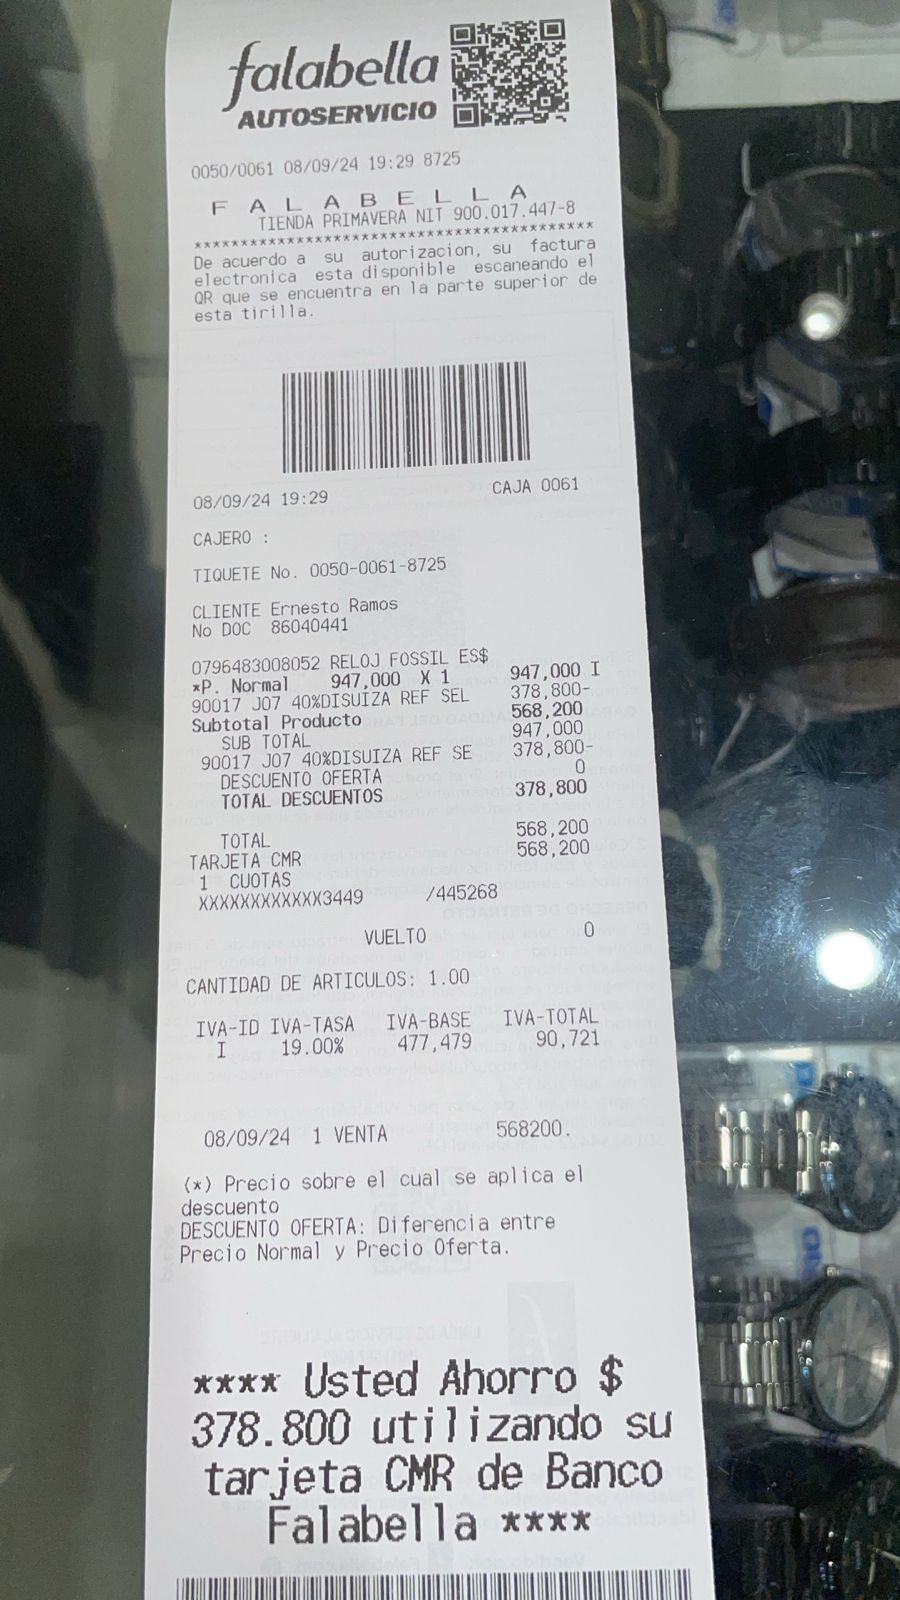 falabella
AUTOSERVICIO
0050/0061 08/09/24 19:29 8725
F A L A B E L L A
TIENDA PRIMAVERA NIT 900.017.447-8
*******************************************
De acuerdo a su autorizacion, su factura
electronica esta disponible escaneando el
QR que se encuentra en la parte superior de
esta tirilla.
08/09/24 19:29 CAJA 0061
CAJERO :
TIQUETE No. 0050-0061-8725
CLIENTE Ernesto Ramos
No DOC 86040441
0796483008052 RELOJ FOSSIL ES$
*P. Normal 947,000 X 1 947,000 I
90017 J07 40%DISUIZA REF SEL 378,800-
Subtotal Producto 568,200
SUB TOTAL 947,000
90017 J07 40%DISUIZA REF SE 378,800-
DESCUENTO OFERTA 0
TOTAL DESCUENTOS 378,800
TOTAL 568,200
TARJETA CMR 568,200
1 CUOTAS
XXXXXXXXXXXX3449 /445268
VUELTO 0
CANTIDAD DE ARTICULOS: 1.00
IVA-ID IVA-TASA IVA-BASE IVA-TOTAL
I 19.00% 477,479 90,721
08/09/24 1 VENTA 568200.
(*) Precio sobre el cual se aplica el
descuento
DESCUENTO OFERTA: Diferencia entre
Precio Normal y Precio Oferta.
**** Usted Ahorro $
378.800 utilizando su
tarjeta CMR de Banco
Falabella ****